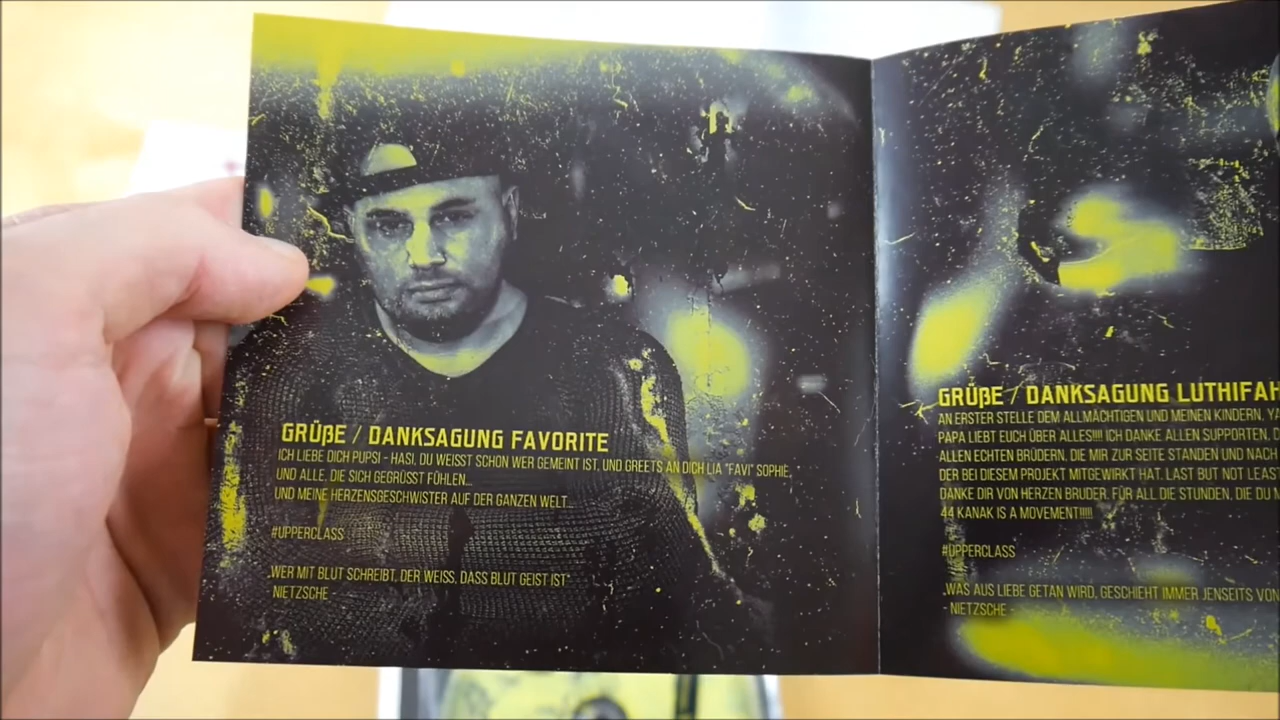 GRÜßE / DANKSAGUNG FAVORITE
ICH LIEBE DICH PUPSI - HASI, DU WEISST SCHON WER GEMEINT IST, UND GREETS AN DICH LIA "FAVI" SOPHIE,
UND ALLE, DIE SICH GEGRÜSST FÜHLEN...
UND MEINE HERZENSGESCHWISTER AUF DER GANZEN WELT...
#UPPERCLASS
„WER MIT BLUT SCHREIBT, DER WEISS, DASS BLUT GEIST IST“
NIETZSCHE
GRÜßE / DANKSAGUNG LUTHIFAH
AN ERSTER STELLE DEM ALLMÄCHTIGEN UND MEINEN KINDERN,
PAPA LIEBT EUCH ÜBER ALLES!!!! ICH DANKE ALLEN SUPPORTEN,
ALLEN ECHTEN BRÜDERN, DIE MIR ZUR SEITE STANDEN UND NACH
DER BEI DIESEM PROJEKT MITGEWIRKT HAT. LAST BUT NOT LEAST
DANKE DIR VON HERZEN BRUDER. FÜR ALL DIE STUNDEN, DIE DU
44 KANAK IS A MOVEMENT!!!!!
#UPPERCLASS
„WAS AUS LIEBE GETAN WIRD, GESCHIEHT IMMER JENSEITS VON
- NIETZSCHE -